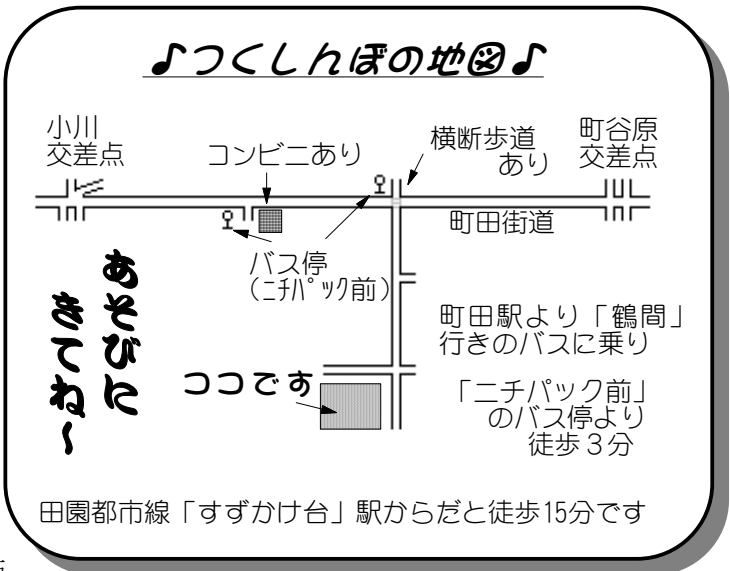 ♪つくしんぼの地図♪
小川
交差点
コンビニあり
横断歩道
あり
町谷原
交差点
町田街道
バス停
(ﾆﾁﾊﾟｯｸ前)
あそびに
きてね～
町田駅より「鶴間」
行きのバスに乗り
ココです
「ニチパック前」
のバス停より
徒歩３分
田園都市線「すずかけ台」駅からだと徒歩15分です